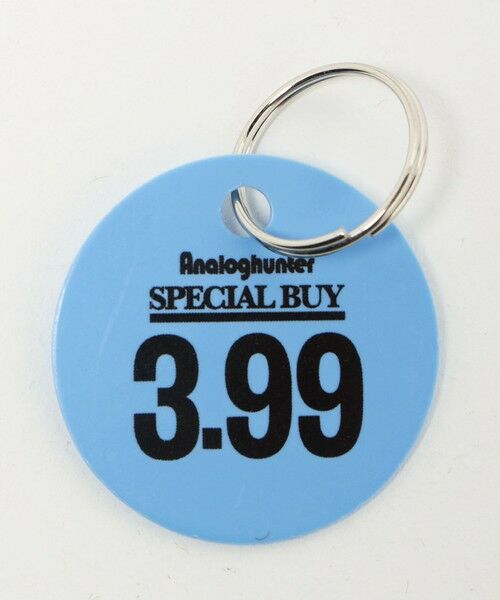 Analoghunter
SPECIAL BUY
3.99